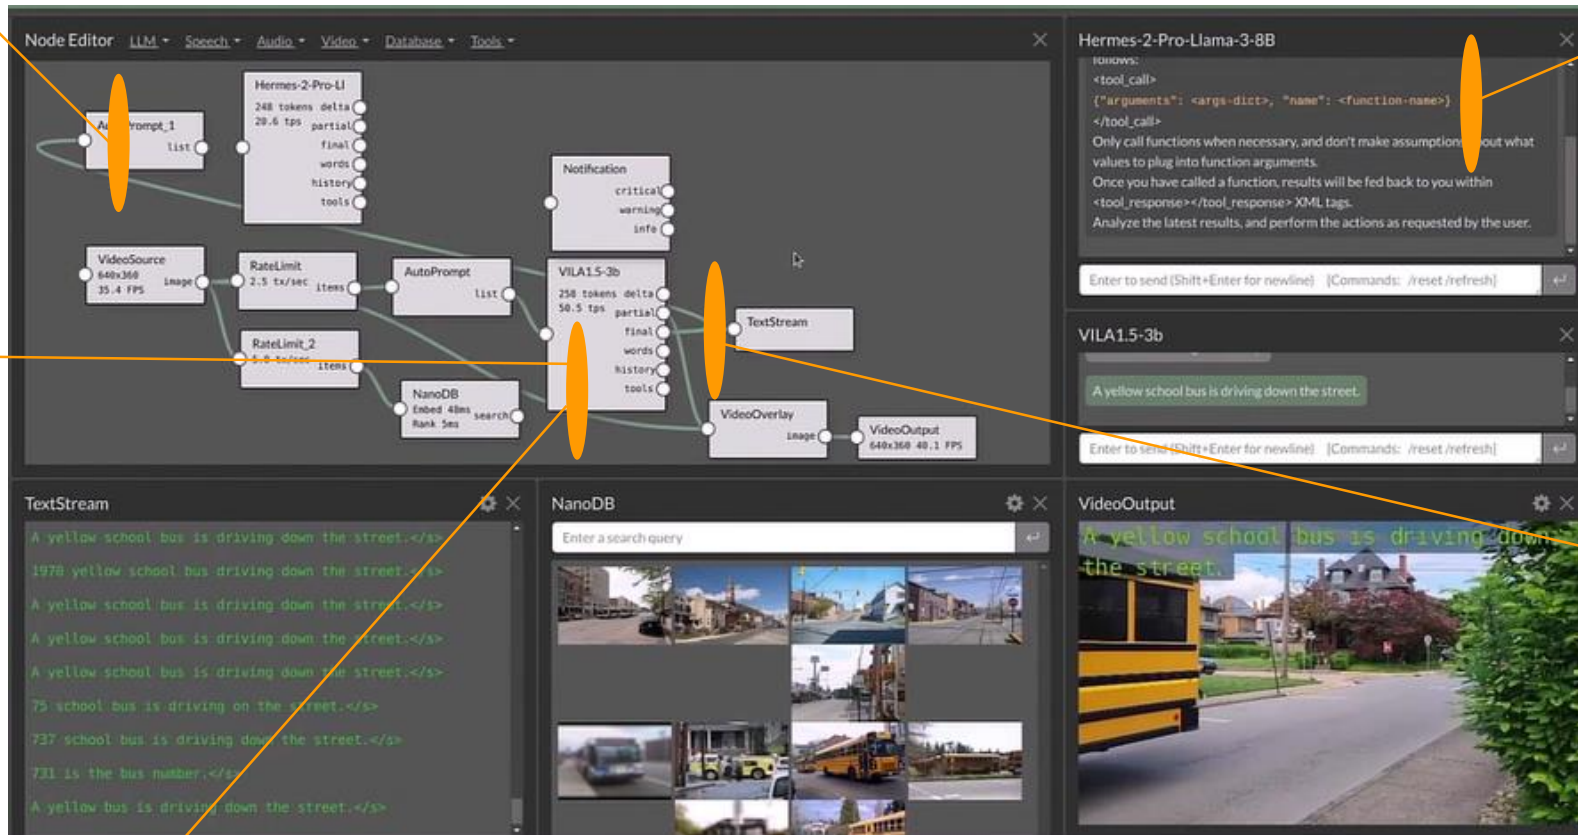 Node Editor LLM Speech Audio Video Database Tools
Hermes-2-Pro-Ll
248 tokens delta
20.6 tps partial
final
words
history
tools
list
Notification
critical
warning
info
VideoSource
640x360
35.4 FPS
image
RateLimit
2.5 tx/sec
items
AutoPrompt
list
VILA1.5-3b
250 tokens delta
50.5 tps partial
final
words
history
tools
TextStream
RateLimit_2
items
NanoDB
Embed 40ms
Rank 5ms
search
VideoOverlay
image
VideoOutput
640x360 40.1 FPS
Hermes-2-Pro-Llama-3-8B
follows:
<tool_call>
{"arguments": <args-dict>, "name": <function-name>}
</tool_call>
Only call functions when necessary, and don't make assumptions what
values to plug into function arguments.
Once you have called a function, results will be fed back to you within
<tool_response></tool_response> XML tags.
Analyze the latest results, and perform the actions as requested by the user.
Enter to send (Shift+Enter for newline) [Commands: /reset /refresh]
VILA1.5-3b
A yellow school bus is driving down the street.
Enter to send (Shift+Enter for newline) [Commands: /reset /refresh]
TextStream
A yellow school bus is driving down the street.</s>
1970 yellow school bus driving down the street.</s>
A yellow school bus is driving down the street.</s>
A yellow school bus is driving down the street.</s>
A yellow school bus is driving down the street.</s>
75 school bus is driving on the street.</s>
737 school bus is driving down the street.</s>
731 is the bus number.</s>
A yellow bus is driving down the street.</s>
NanoDB
Enter a search query
VideoOutput
A yellow school bus is driving down
the street.